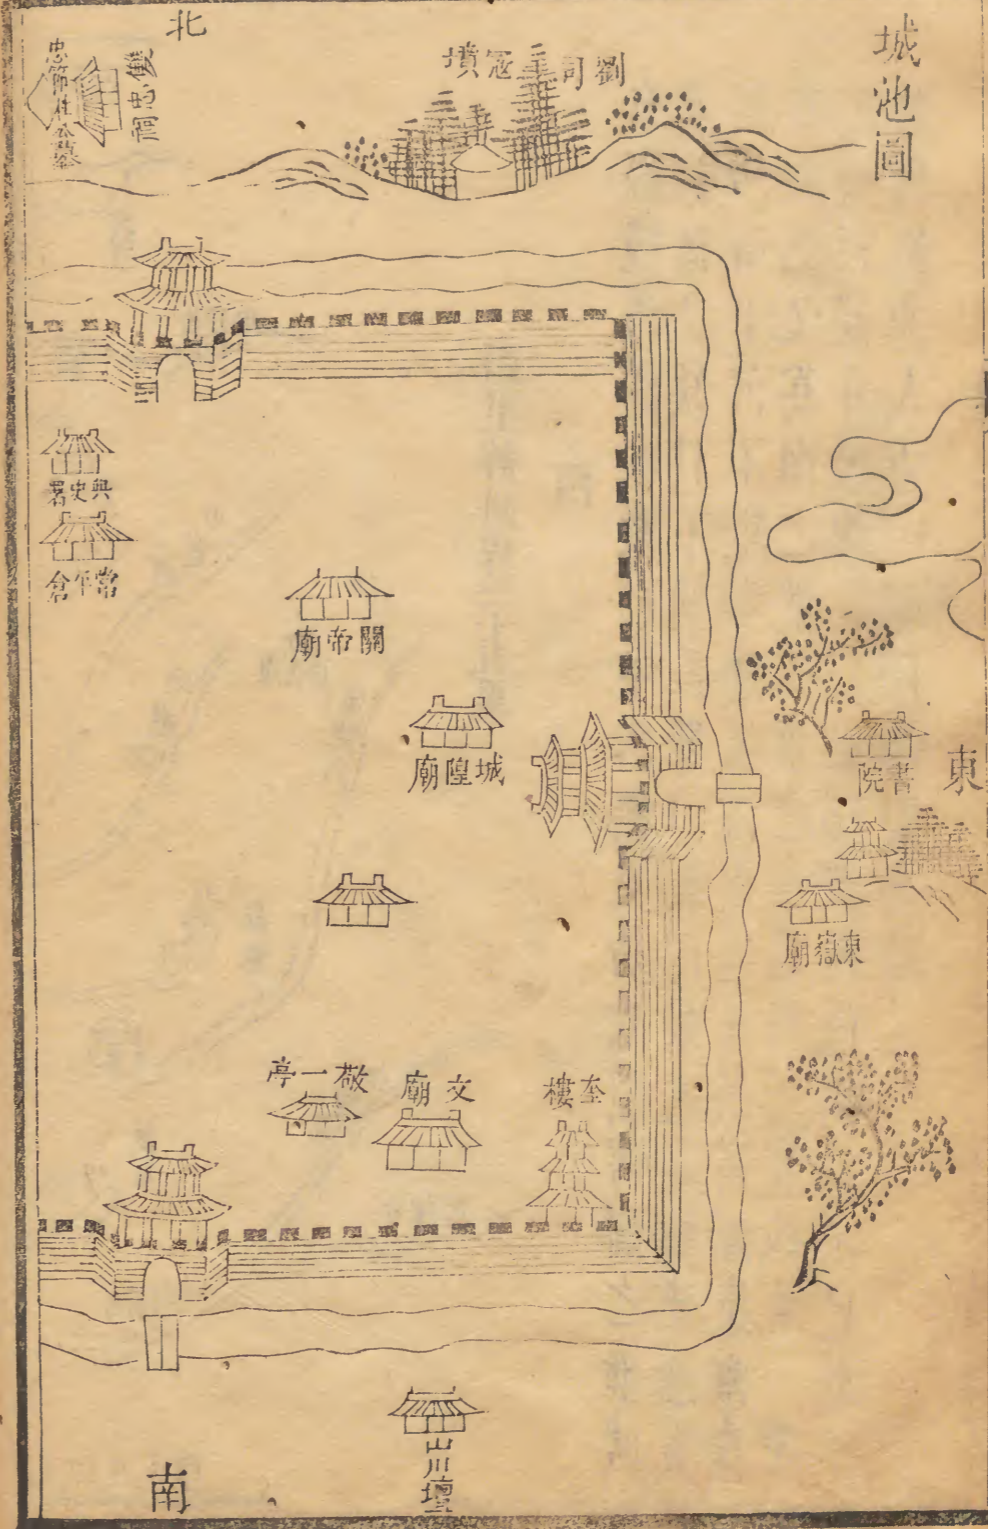 城池圖
北
劉司寇墳
忠節杜公墓
典史署
常平倉
關帝廟
城隍廟
東
書院
東嶽廟
敬一亭
文廟
奎樓
山川壇
南